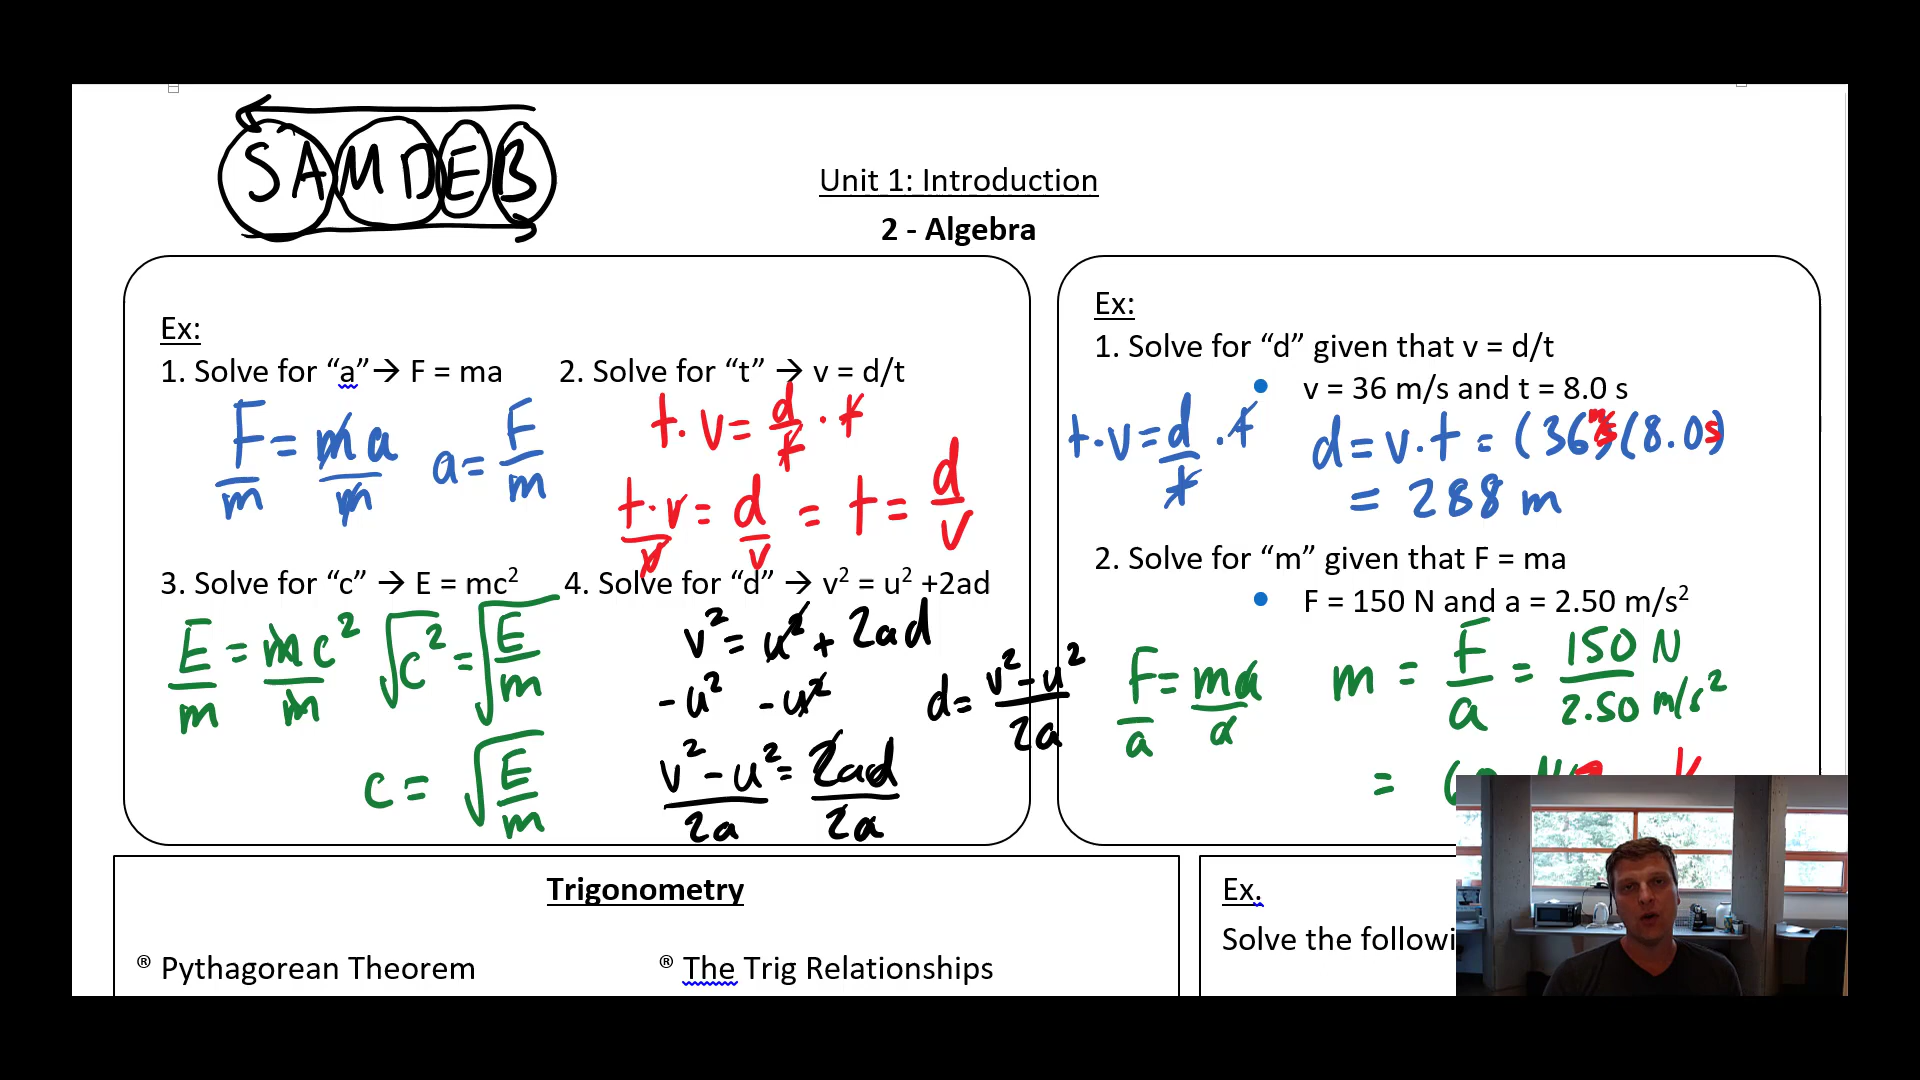 SAMDEB
Unit 1: Introduction
2 - Algebra
Ex:
1. Solve for “a”→ F = ma
2. Solve for “t” → v = d/t
F/m = ma/m
a = F/m
t · v = d/t · t
t·v/v = d/v = t = d/v
3. Solve for “c” → E = mc²
4. Solve for “d” → v² = u² +2ad
E/m = mc²/m
√c² = √E/m
c = √E/m
v² = u² + 2ad
-u² -u²
v² - u²/2a = 2ad/2a
d = v² - u²/2a
Ex:
1. Solve for “d” given that v = d/t
• v = 36 m/s and t = 8.0 s
t·v = d/t · t
d = v·t = (36 m/s)(8.0s)
= 288 m
2. Solve for “m” given that F = ma
• F = 150 N and a = 2.50 m/s²
F/a = ma/a
m = F/a = 150 N/2.50 m/s²
=
Trigonometry
® Pythagorean Theorem
® The Trig Relationships
Ex.
Solve the followi